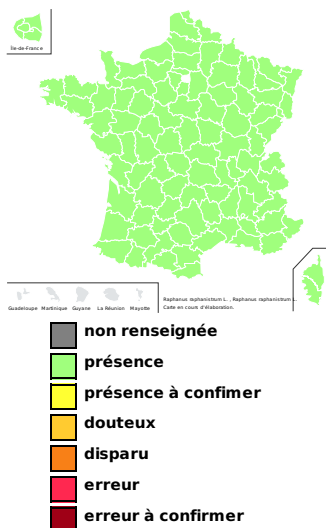 Île-de-France
Guadeloupe Martinique Guyane La Réunion Mayotte
Raphanus raphanistrum L. , Raphanus raphanistrum L.
Carte en cours d'élaboration.
non renseignée
présence
présence à confimer
douteux
disparu
erreur
erreur à confirmer